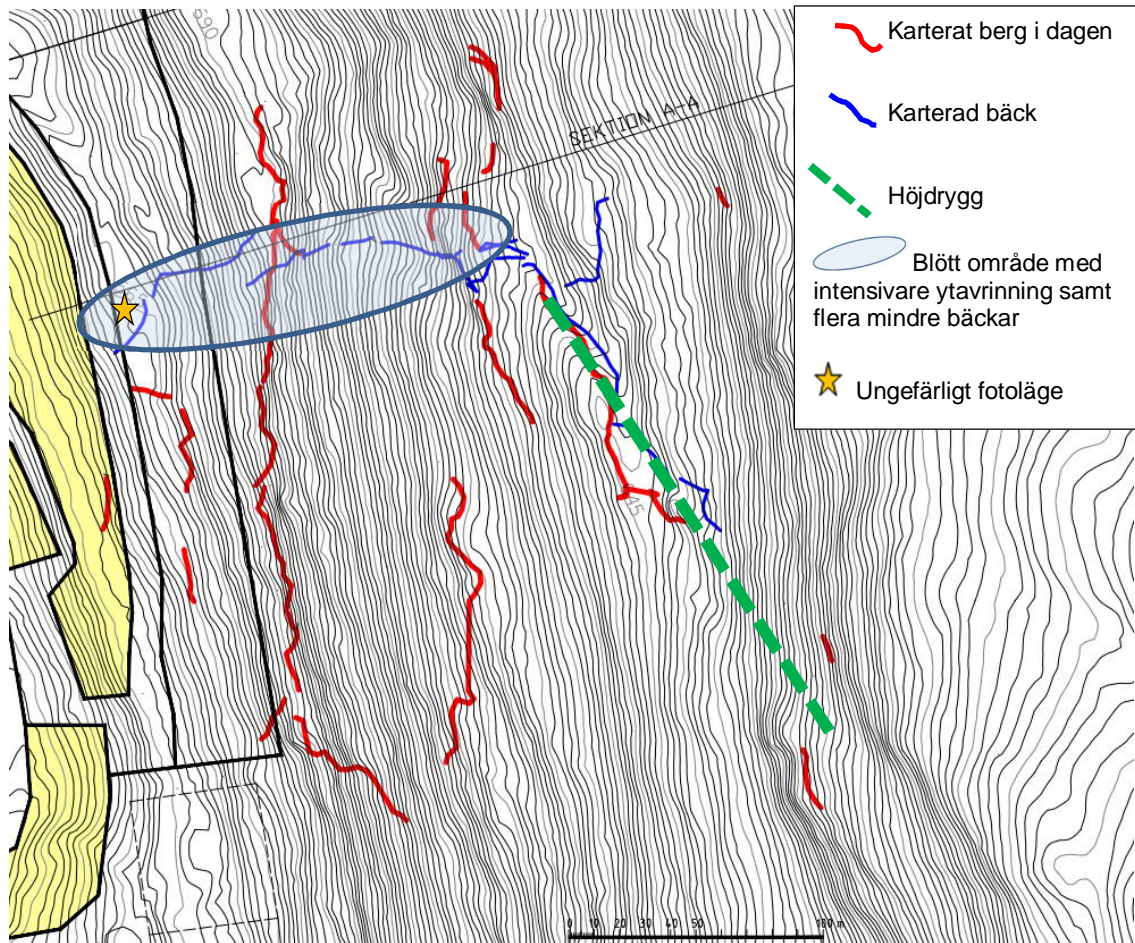 590
SEKTION A-A
Karterat berg i dagen
Karterad bäck
Höjdrygg
Blött område med
intensivare ytavrinning samt
flera mindre bäckar
Ungefärligt fotoläge
0 10 20 30 40 50 100 m